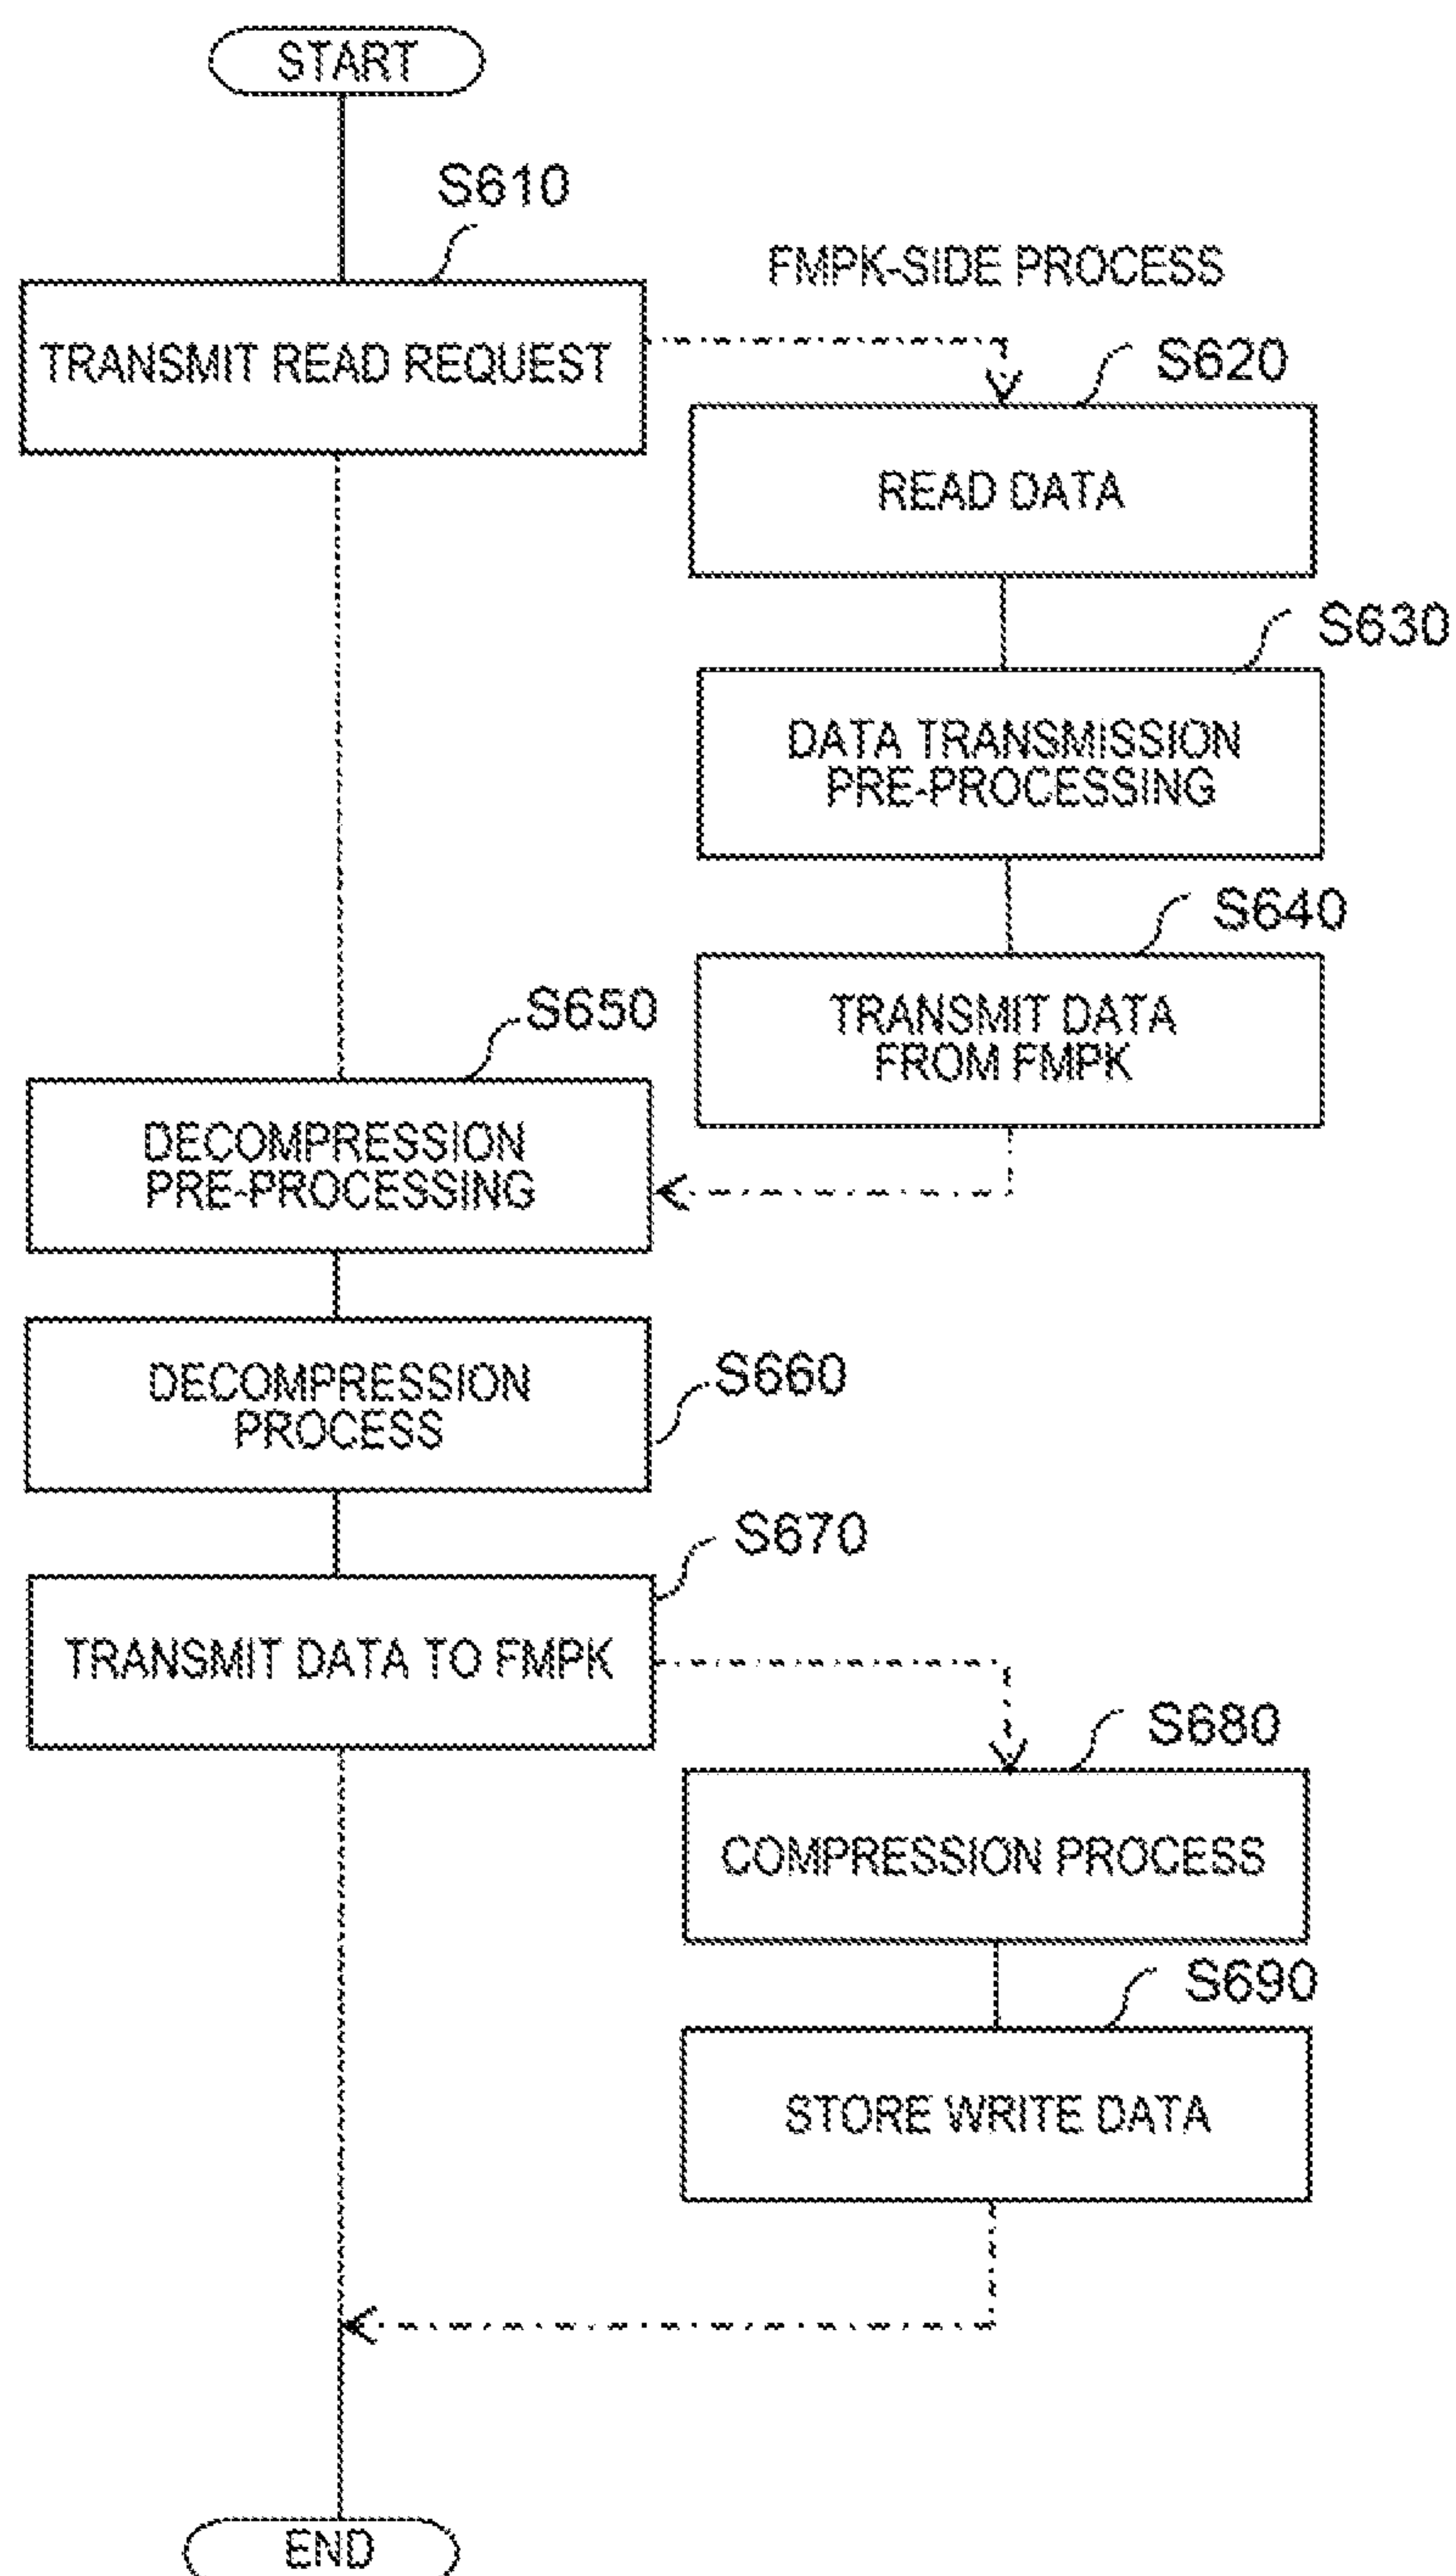 START
S610
FMPK-SIDE PROCESS
TRANSMIT READ REQUEST
S620
READ DATA
S630
DATA TRANSMISSION
PRE-PROCESSING
S640
TRANSMIT DATA
FROM FMPK
S650
DECOMPRESSION
PRE-PROCESSING
S660
DECOMPRESSION
PROCESS
S670
TRANSMIT DATA TO FMPK
S680
COMPRESSION PROCESS
S690
STORE WRITE DATA
END